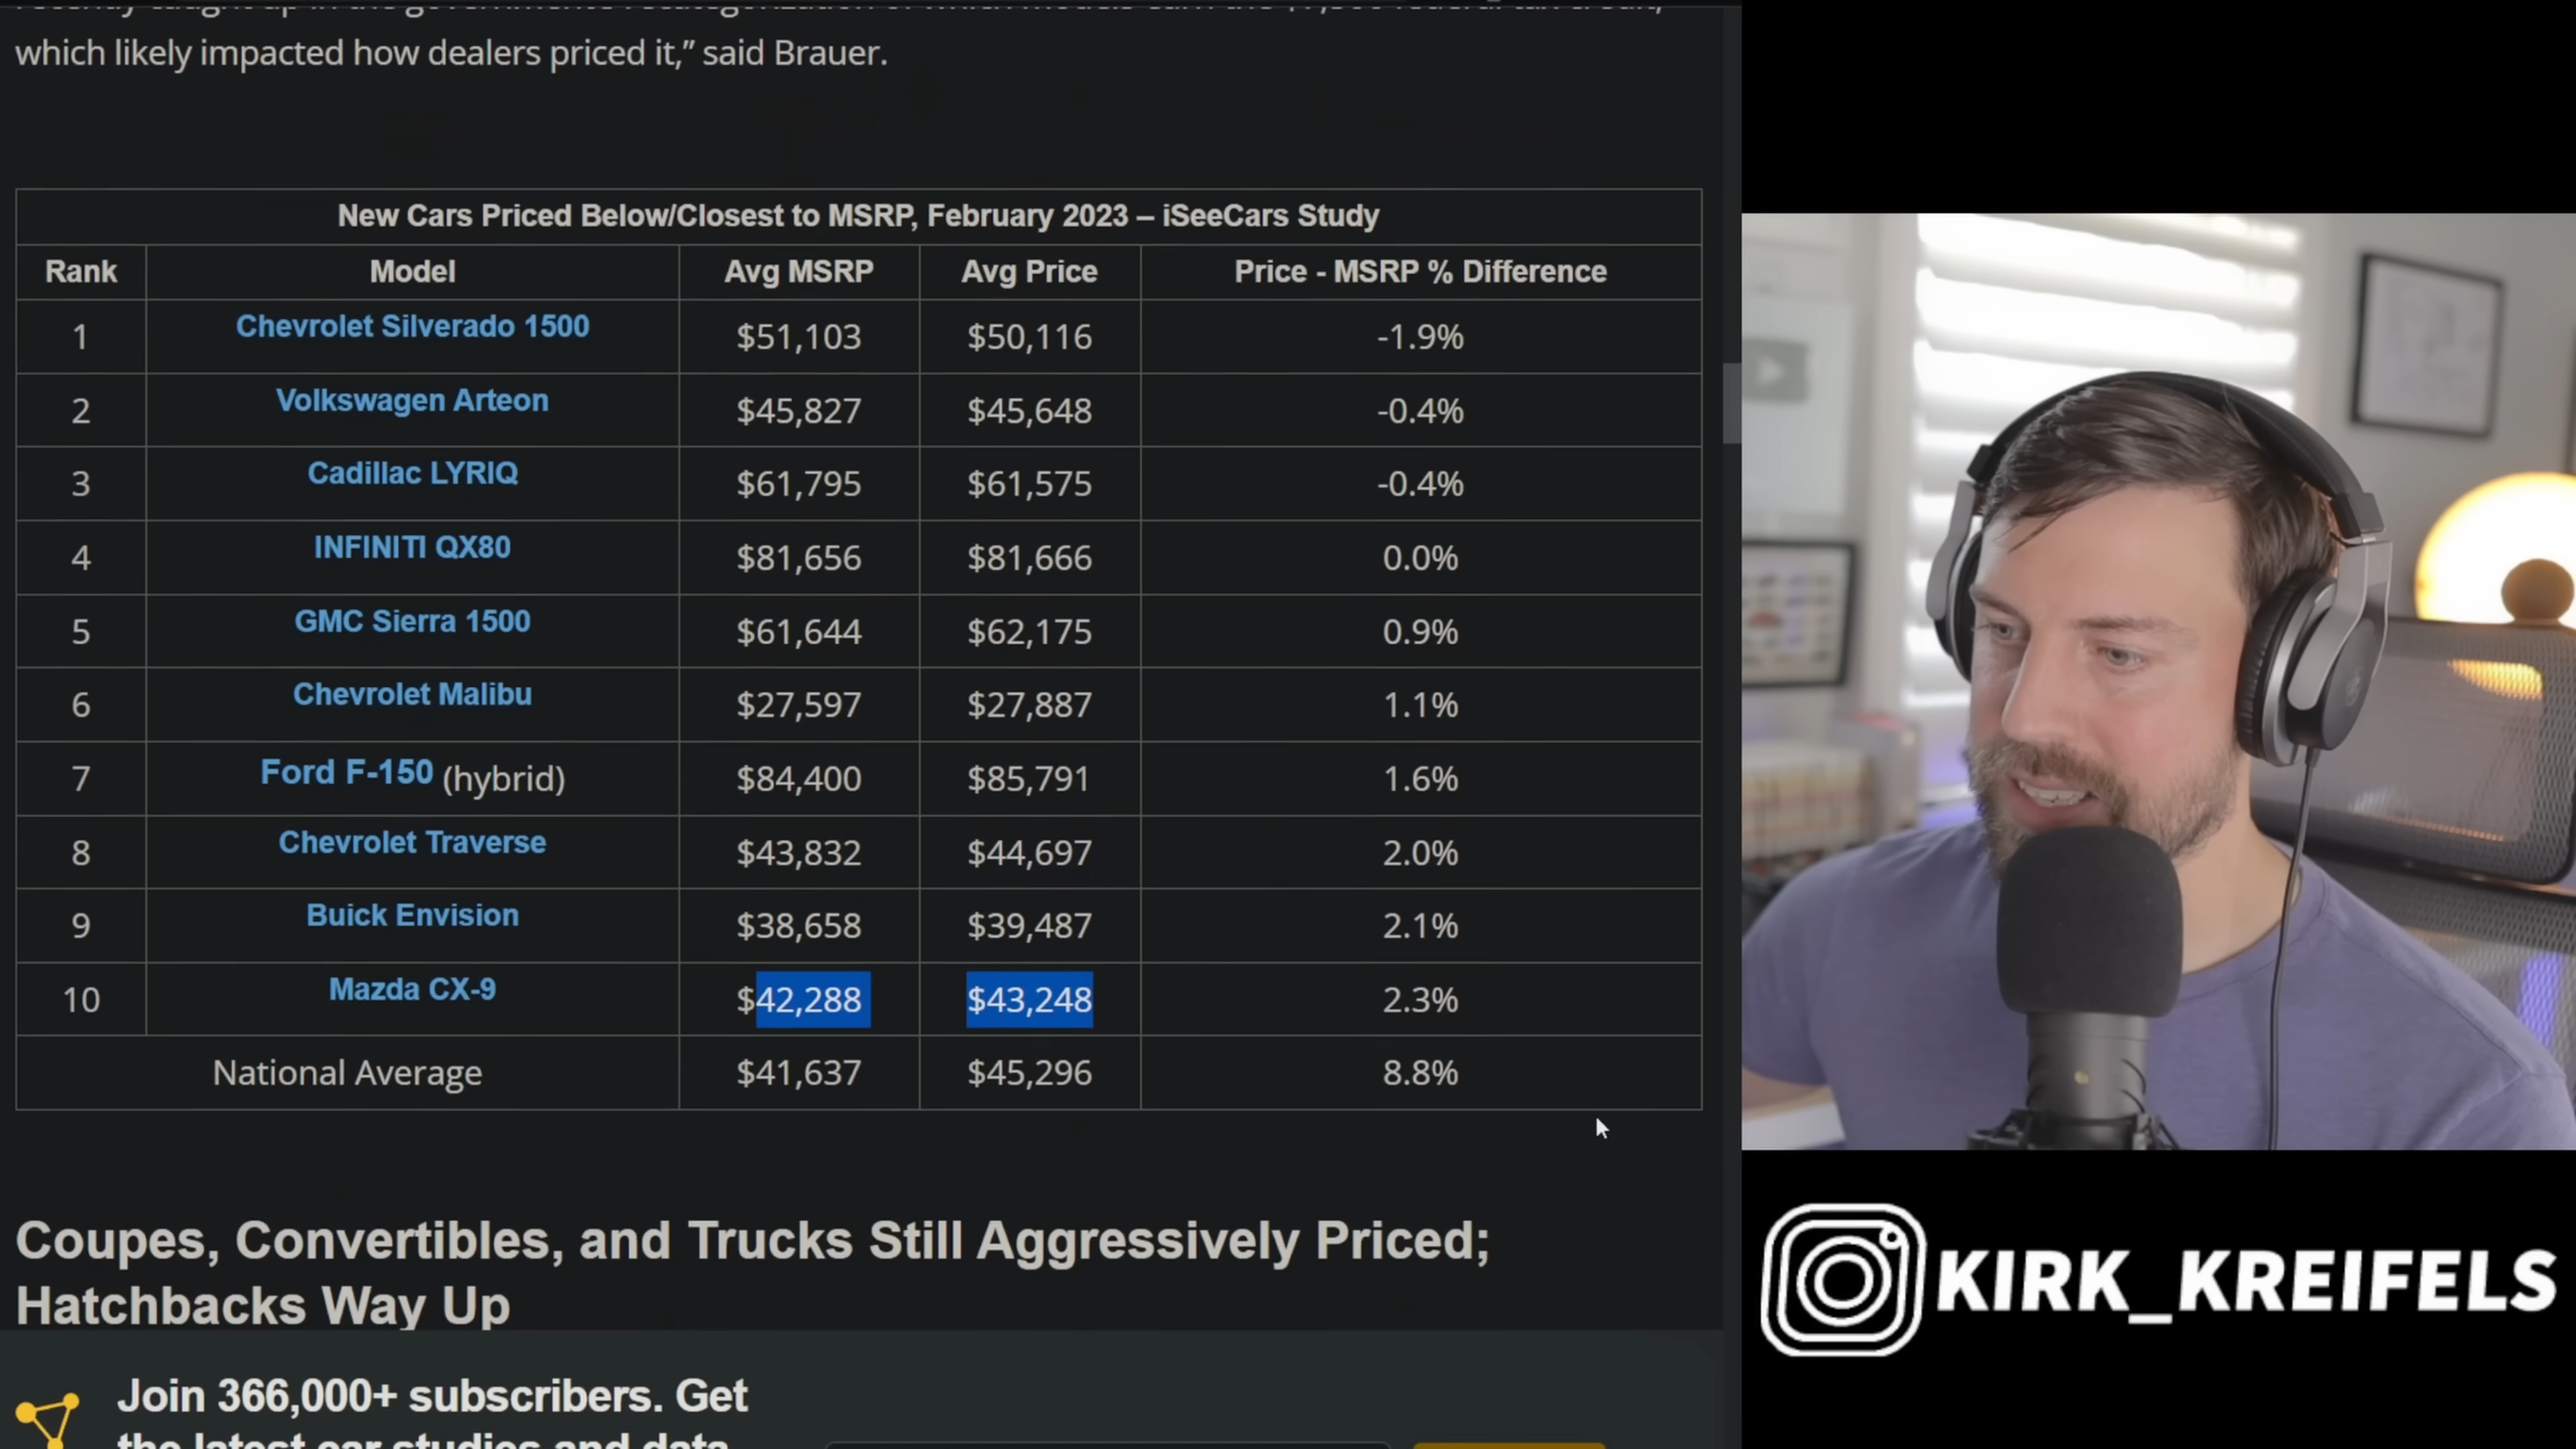 which likely impacted how dealers priced it,” said Brauer.
New Cars Priced Below/Closest to MSRP, February 2023 – iSeeCars Study
Rank Model Avg MSRP Avg Price Price - MSRP % Difference
1 Chevrolet Silverado 1500 $51,103 $50,116 -1.9%
2 Volkswagen Arteon $45,827 $45,648 -0.4%
3 Cadillac LYRIQ $61,795 $61,575 -0.4%
4 INFINITI QX80 $81,656 $81,666 0.0%
5 GMC Sierra 1500 $61,644 $62,175 0.9%
6 Chevrolet Malibu $27,597 $27,887 1.1%
7 Ford F-150 (hybrid) $84,400 $85,791 1.6%
8 Chevrolet Traverse $43,832 $44,697 2.0%
9 Buick Envision $38,658 $39,487 2.1%
10 Mazda CX-9 $42,288 $43,248 2.3%
National Average $41,637 $45,296 8.8%
Coupes, Convertibles, and Trucks Still Aggressively Priced;
Hatchbacks Way Up
Join 366,000+ subscribers. Get
the latest car studies and data
KIRK_KREIFELS